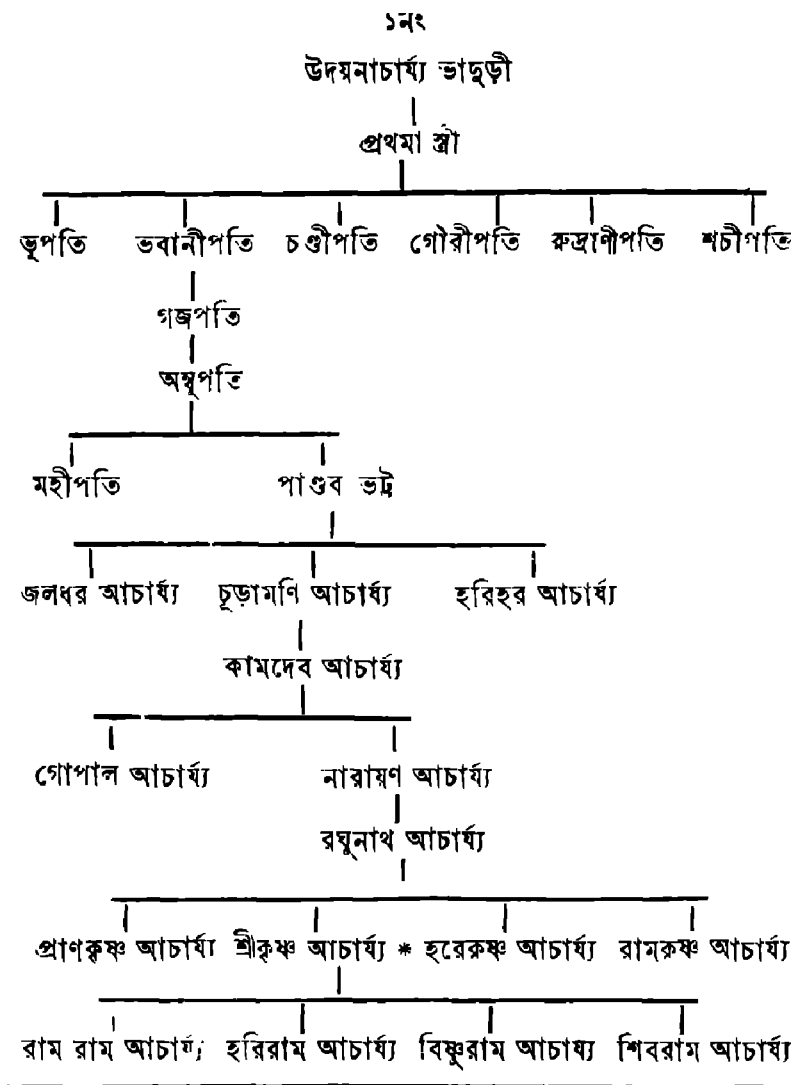 ১নং
উদয়নাচার্য্য ভাদুড়ী
প্রথমা স্ত্রী
ভূপতি ভবানীপতি চণ্ডীপতি গৌরীপতি রুদ্রাণীপতি শচীপতি
গজপতি
অম্বুপতি
মহীপতি পাণ্ডব ভট্ট
জলধর আচার্য্য চূড়ামণি আচার্য্য হরিহর আচার্য্য
কামদেব আচার্য্য
গোপাল আচার্য্য নারায়ণ আচার্য্য
রঘুনাথ আচার্য্য
প্রাণকৃষ্ণ আচার্য্য শ্রীকৃষ্ণ আচার্য্য * হরেকৃষ্ণ আচার্য্য রামকৃষ্ণ আচার্য্য
রাম রাম আচার্য্য হরিরাম আচার্য্য বিষ্ণুরাম আচার্য্য শিবরাম আচার্য্য